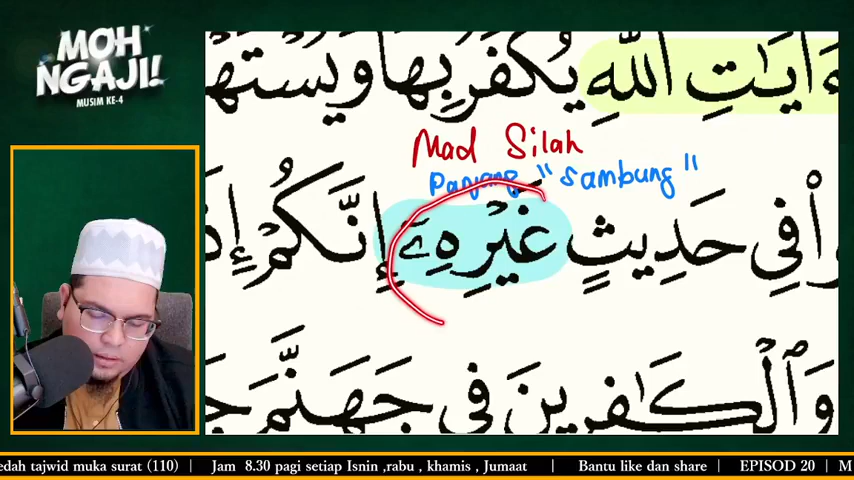 MOH
NGAJI!
MUSIM KE-4
ءَايَـٰتِ ٱللَّهِ يُكْفَرُ بِهَا وَيُسْتَهْ
Mad Silah
Panjang "Sambung"
فِى حَدِيثٍ غَيْرِهِۦٓ إِنَّكُمْ إِذًا
وَٱلْكَـٰفِرِينَ فِى جَهَنَّمَ جَ
edah tajwid muka surat (110) | Jam 8.30 pagi setiap Isnin ,rabu , khamis , Jumaat | Bantu like dan share | EPISOD 20 | M